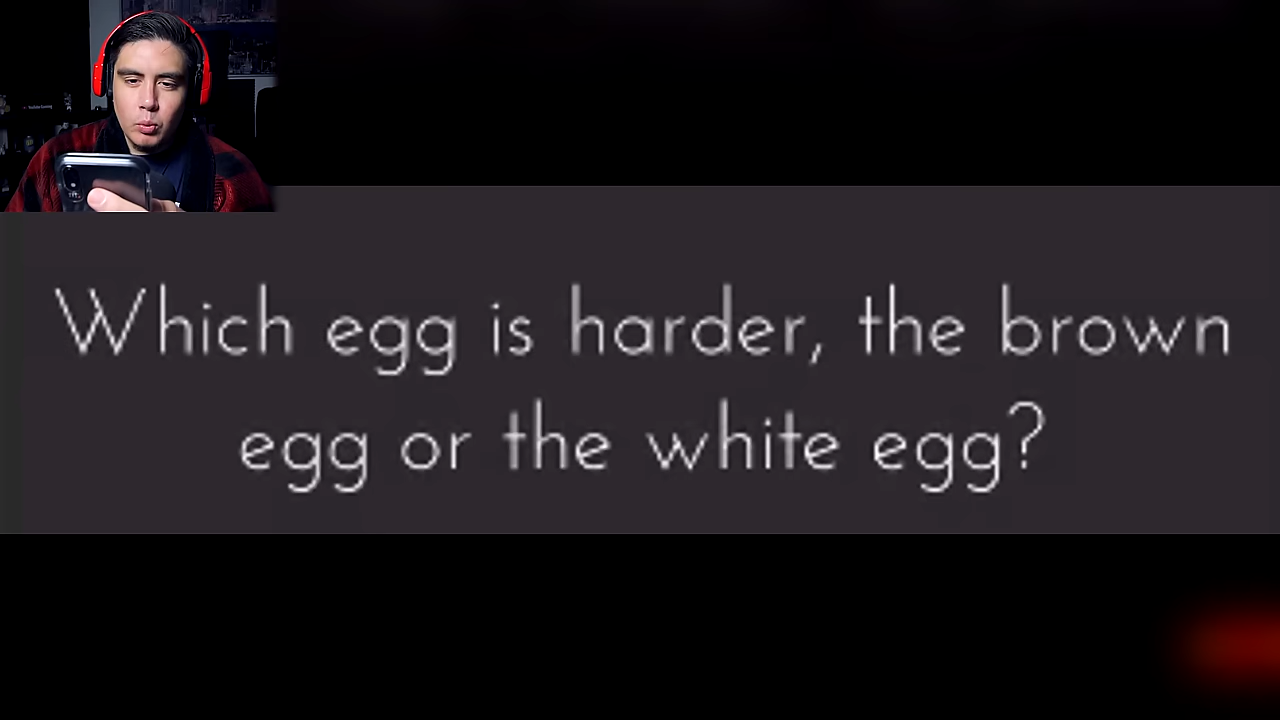 Which egg is harder, the brown
egg or the white egg?